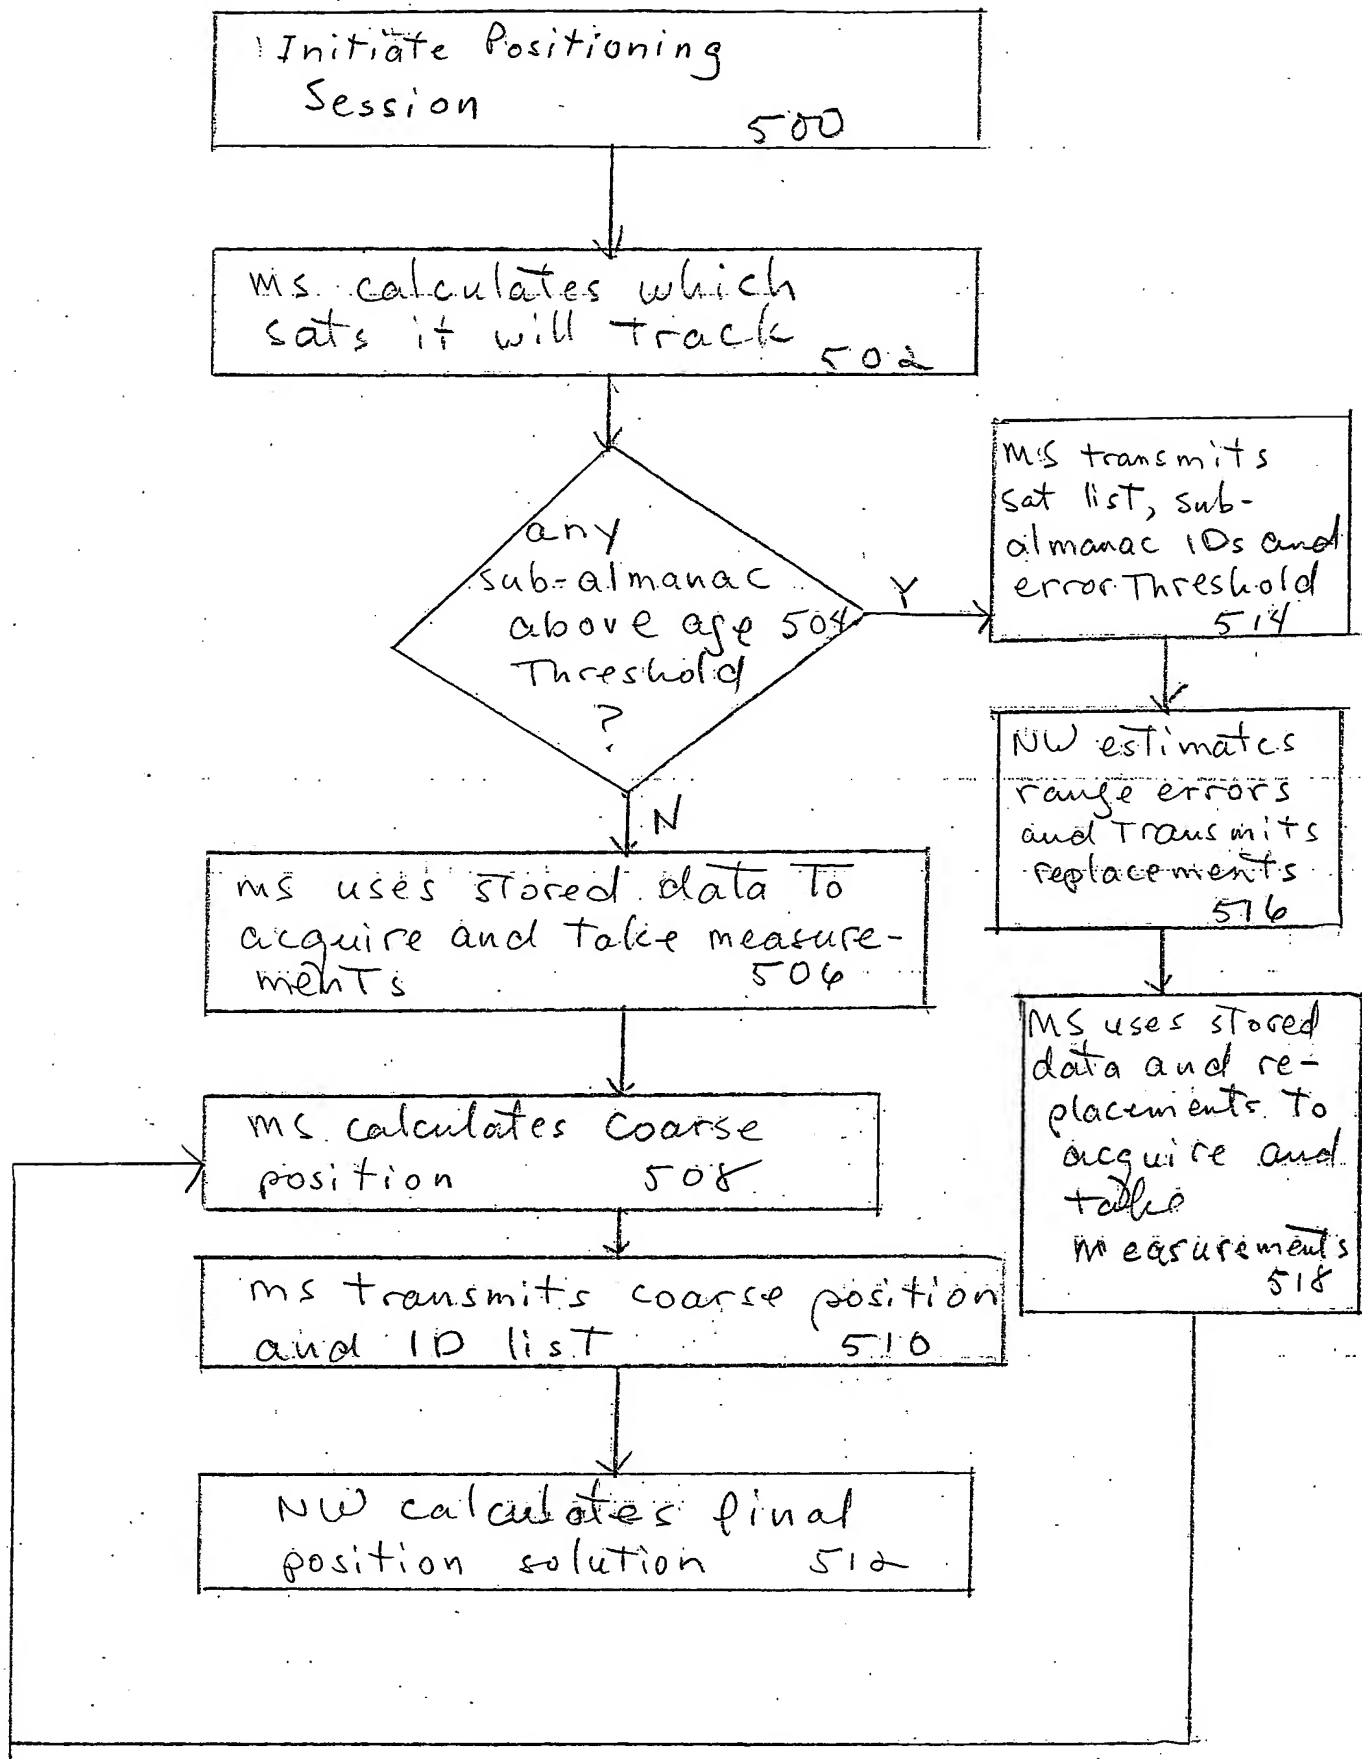 Initiate Positioning
Session
500
MS calculates which
sats it will track
502
any
sub-almanac
above age 504
Threshold
?
Y
N
MS transmits
sat list, sub-
almanac IDs and
error Threshold
514
NW estimates
range errors
and Transmits
replacements
516
MS uses stored
data and re-
placements to
acquire and
take
measurements
518
MS uses stored data To
acquire and take measure-
ments 506
MS calculates coarse
position 508
MS transmits coarse position
and ID list 510
NW calculates final
position solution 512